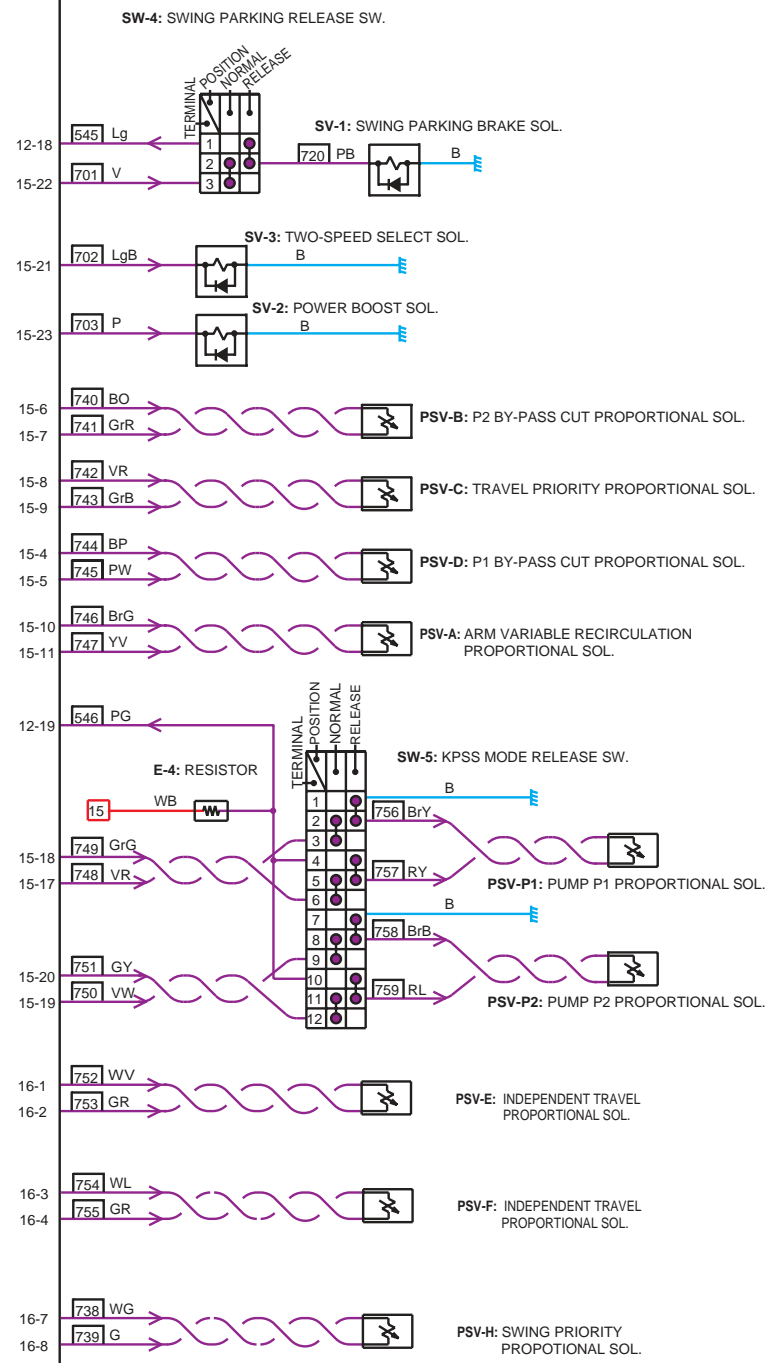 SW-4: SWING PARKING RELEASE SW.
TERMINAL
POSITION
NORMAL
RELEASE
SV-1: SWING PARKING BRAKE SOL.
12-18 545 Lg 1
2 720 PB B
15-22 701 V 3
SV-3: TWO-SPEED SELECT SOL.
15-21 702 LgB B
SV-2: POWER BOOST SOL.
15-23 703 P B
15-6 740 BO
PSV-B: P2 BY-PASS CUT PROPORTIONAL SOL.
15-7 741 GrR
15-8 742 VR
PSV-C: TRAVEL PRIORITY PROPORTIONAL SOL.
15-9 743 GrB
15-4 744 BP
PSV-D: P1 BY-PASS CUT PROPORTIONAL SOL.
15-5 745 PW
15-10 746 BrG
PSV-A: ARM VARIABLE RECIRCULATION
PROPORTIONAL SOL.
15-11 747 YV
12-19 546 PG
TERMINAL
POSITION
NORMAL
RELEASE
SW-5: KPSS MODE RELEASE SW.
E-4: RESISTOR
1 B
15 WB
2 756 BrY
3
15-18 749 GrG
4
15-17 748 VR
5 757 RY
PSV-P1: PUMP P1 PROPORTIONAL SOL.
6
7 B
8 758 BrB
9
15-20 751 GY
10
15-19 750 VW
11 759 RL
PSV-P2: PUMP P2 PROPORTIONAL SOL.
12
16-1 752 WV
PSV-E: INDEPENDENT TRAVEL
PROPORTIONAL SOL.
16-2 753 GR
16-3 754 WL
PSV-F: INDEPENDENT TRAVEL
PROPORTIONAL SOL.
16-4 755 GR
16-7 738 WG
PSV-H: SWING PRIORITY
PROPOTIONAL SOL.
16-8 739 G